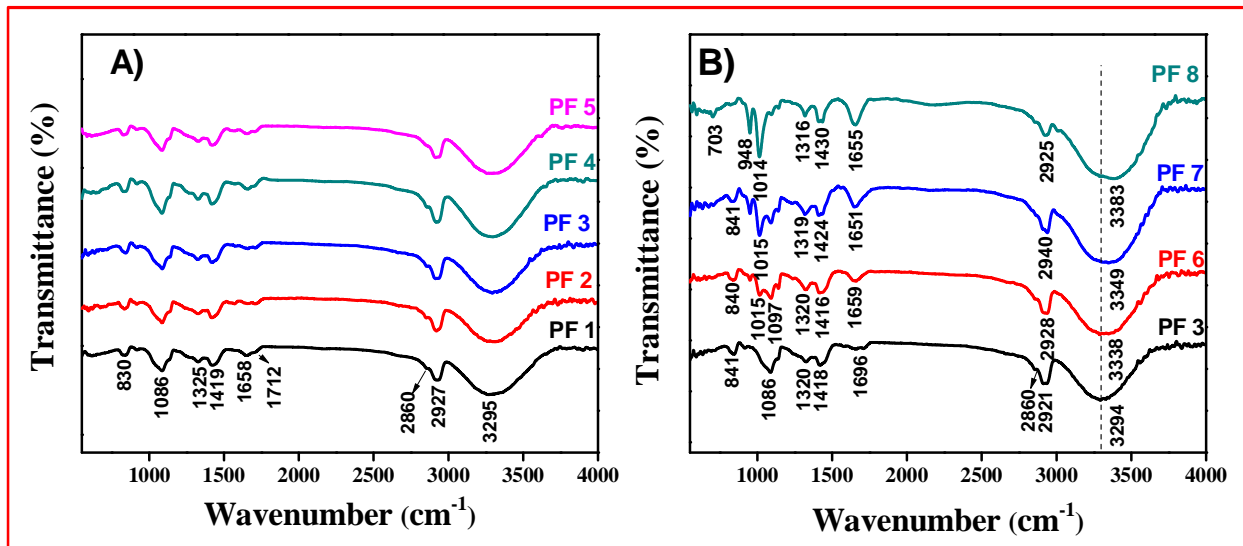 A)
PF 5
PF 4
PF 3
PF 2
PF 1
830
1086
1325
1419
1658
1712
2860
2927
3295
1000 1500 2000 2500 3000 3500 4000
Wavenumber (cm-1)
Transmittance (%)
B)
PF 8
703
948
1014
1316
1430
1655
2925
3383
PF 7
841
1015
1319
1424
1651
2940
3349
PF 6
840
1015
1097
1320
1416
1659
2928
3338
PF 3
841
1086
1320
1418
1696
2860
2921
3294
1000 1500 2000 2500 3000 3500 4000
Wavenumber (cm-1)
Transmittance (%)